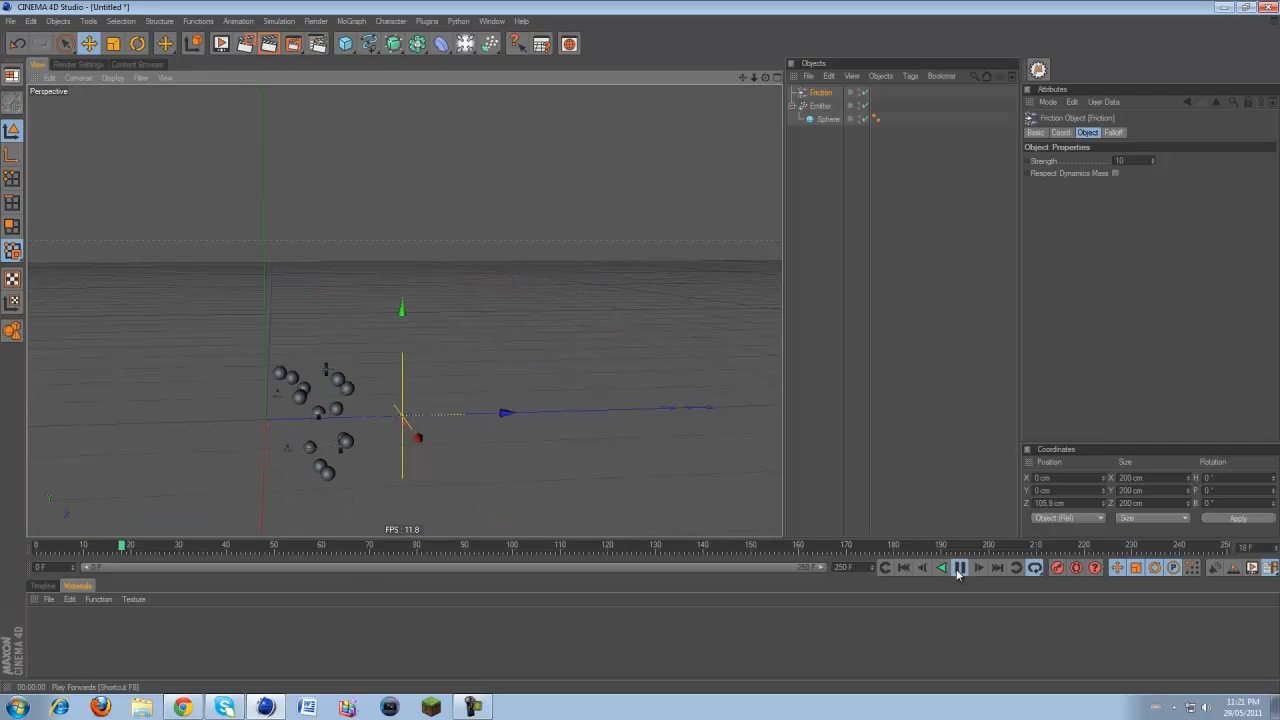 CINEMA 4D Studio - [Untitled *]
File Edit Objects Tools Selection Structure Functions Animation Simulation Render MoGraph Characters Plugins Python Window Help
View Render Settings Content Browser
Edit Cameras Display Filter View
Perspective
FPS : 11.8
Y
Z
Objects
File Edit View Objects Tags Bookmar
Friction
Emitter
Sphere
Attributes
Mode Edit User Data
Friction Object [Friction]
Basic Coord. Object Falloff
Object Properties
Strength 10
Respect Dynamics Mass
Coordinates
Position Size Rotation
X 0 cm X 200 cm H 0 °
Y 0 cm Y 200 cm P 0 °
Z 105.9 cm Z 200 cm B 0 °
Object (Rel) Size Apply
0 10 20 30 40 50 60 70 80 90 100 110 120 130 140 150 160 170 180 190 200 210 220 230 240 250 18 F
0 F 0 F 250 F 250 F
Timeline Materials
File Edit Function Texture
MAXON CINEMA 4D
00:00:00 Play Forwards [Shortcut F8]
11:21 PM
29/05/2011